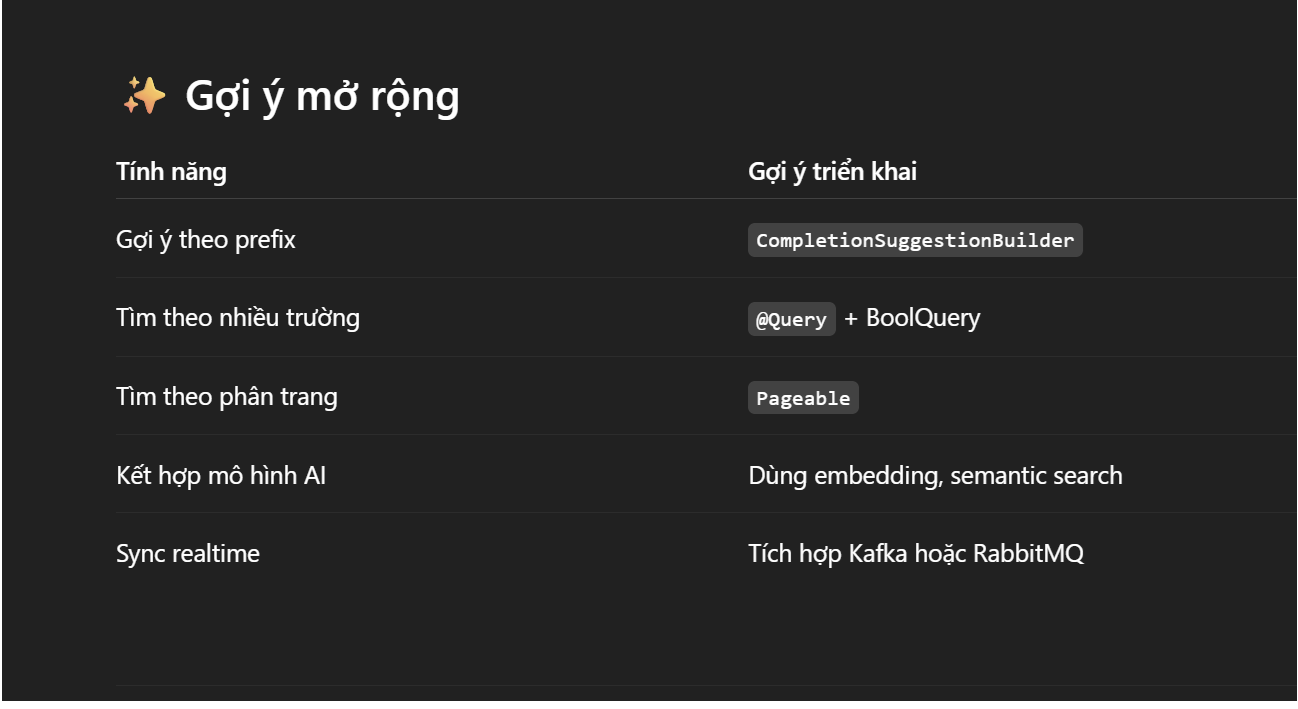 ✨ Gợi ý mở rộng
Tính năng Gợi ý triển khai
Gợi ý theo prefix CompletionSuggestionBuilder
Tìm theo nhiều trường @Query + BoolQuery
Tìm theo phân trang Pageable
Kết hợp mô hình AI Dùng embedding, semantic search
Sync realtime Tích hợp Kafka hoặc RabbitMQ